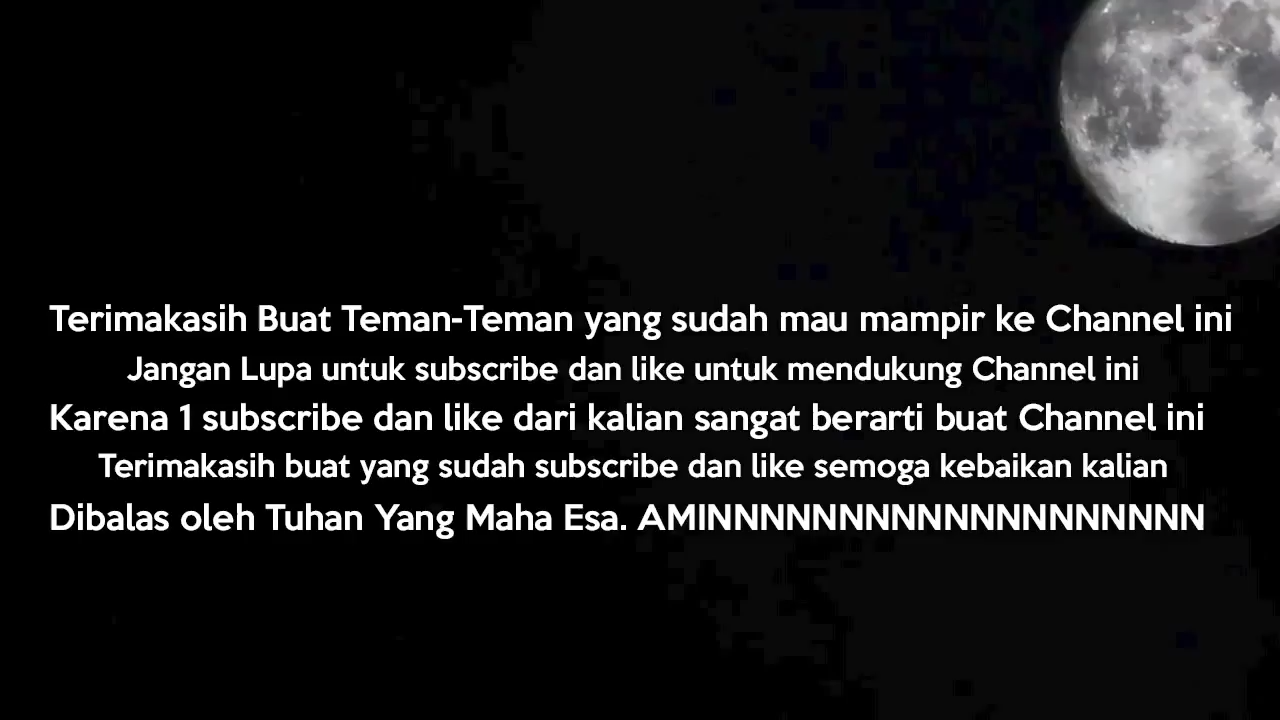 Terimakasih Buat Teman-Teman yang sudah mau mampir ke Channel ini
Jangan Lupa untuk subscribe dan like untuk mendukung Channel ini
Karena 1 subscribe dan like dari kalian sangat berarti buat Channel ini
Terimakasih buat yang sudah subscribe dan like semoga kebaikan kalian
Dibalas oleh Tuhan Yang Maha Esa. AMINNNNNNNNNNNNNNNNNNN